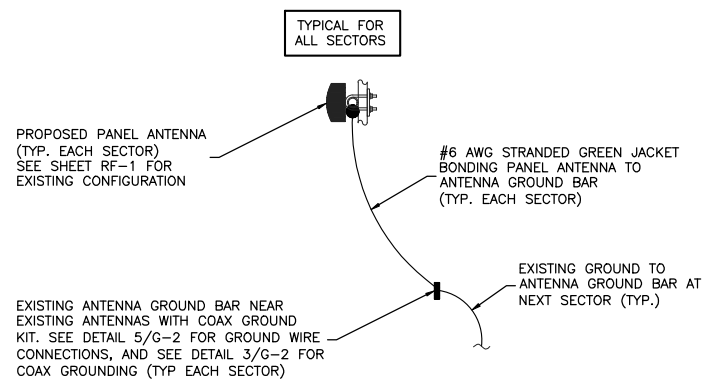 TYPICAL FOR
ALL SECTORS
PROPOSED PANEL ANTENNA
(TYP. EACH SECTOR)
SEE SHEET RF-1 FOR
EXISTING CONFIGURATION
#6 AWG STRANDED GREEN JACKET
BONDING PANEL ANTENNA TO
ANTENNA GROUND BAR
(TYP. EACH SECTOR)
EXISTING GROUND TO
ANTENNA GROUND BAR AT
NEXT SECTOR (TYP.)
EXISTING ANTENNA GROUND BAR NEAR
EXISTING ANTENNAS WITH COAX GROUND
KIT. SEE DETAIL 5/G-2 FOR GROUND WIRE
CONNECTIONS, AND SEE DETAIL 3/G-2 FOR
COAX GROUNDING (TYP EACH SECTOR)